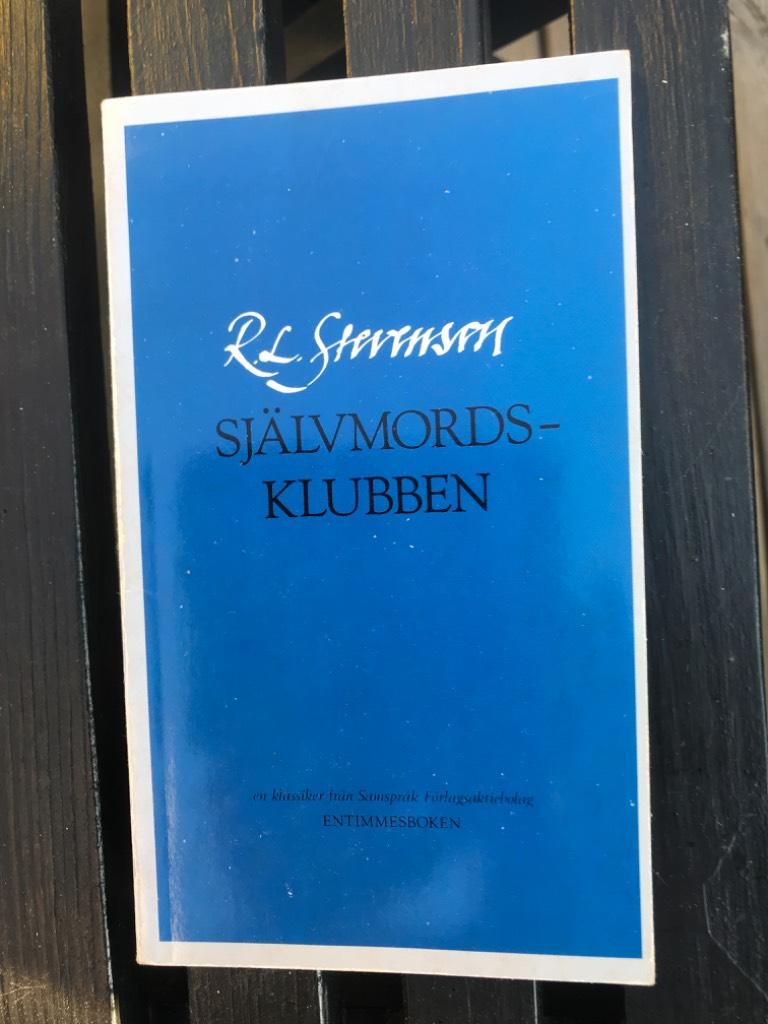 R.L. Stevenson
SJÄLVMORDS-
KLUBBEN
en klassiker från Samspråk Förlagsaktiebolag
ENTIMMESBOKEN